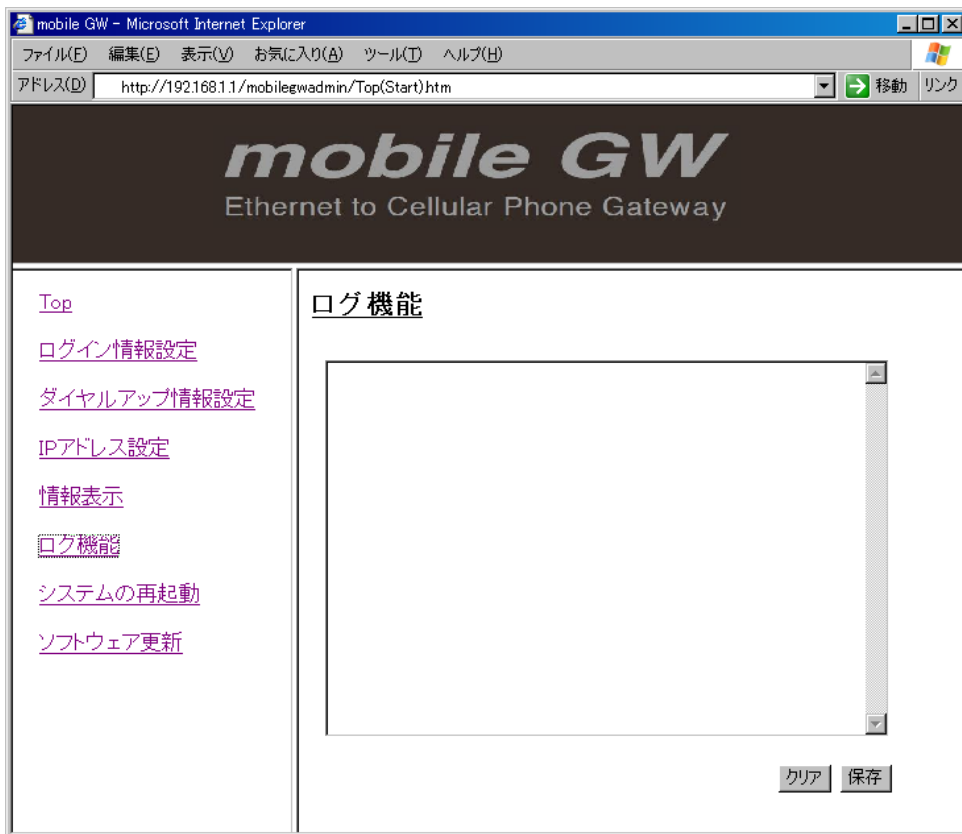 mobile GW - Microsoft Internet Explorer
ファイル(F) 編集(E) 表示(V) お気に入り(A) ツール(T) ヘルプ(H)
アドレス(D) http://192.168.1.1/mobilegwadmin/Top(Start).htm 移動 リンク
mobile GW
Ethernet to Cellular Phone Gateway
Top
ログイン情報設定
ダイヤルアップ情報設定
IPアドレス設定
情報表示
ログ機能
システムの再起動
ソフトウェア更新
ログ機能
クリア 保存